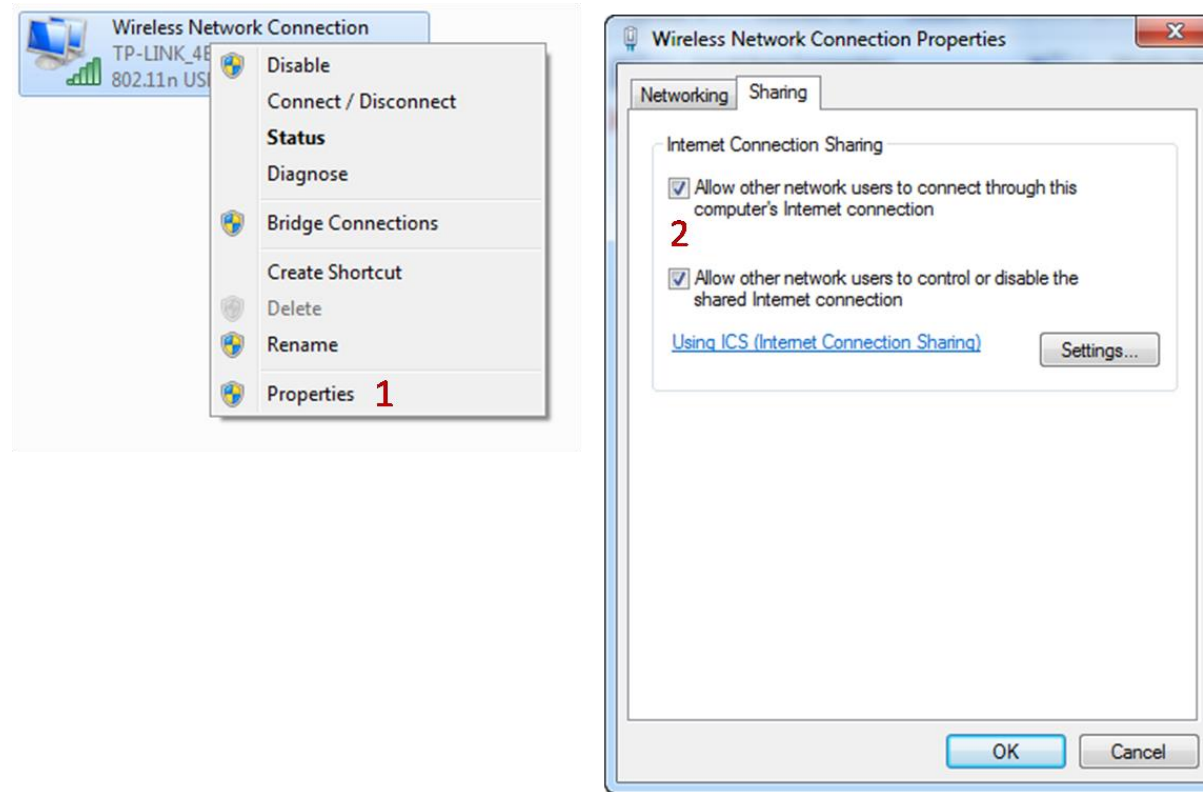 Wireless Network Connection
TP-LINK_4
802.11n US
Disable
Connect / Disconnect
Status
Diagnose
Bridge Connections
Create Shortcut
Delete
Rename
Properties 1
Wireless Network Connection Properties
Networking Sharing
Internet Connection Sharing
Allow other network users to connect through this
computer's Internet connection
2
Allow other network users to control or disable the
shared Internet connection
Using ICS (Internet Connection Sharing)
Settings...
OK Cancel